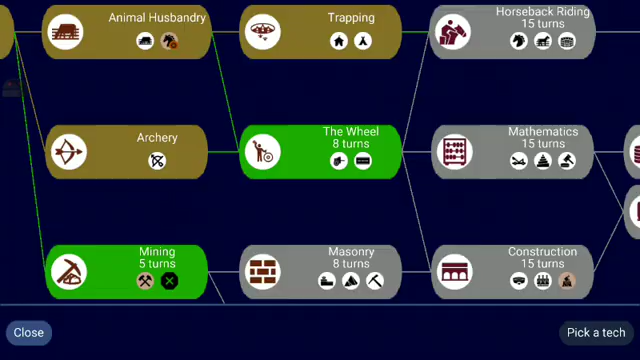 Animal Husbandry
Trapping
Horseback Riding
15 turns
Archery
The Wheel
8 turns
Mathematics
15 turns
Mining
5 turns
Masonry
8 turns
Construction
15 turns
Close
Pick a tech